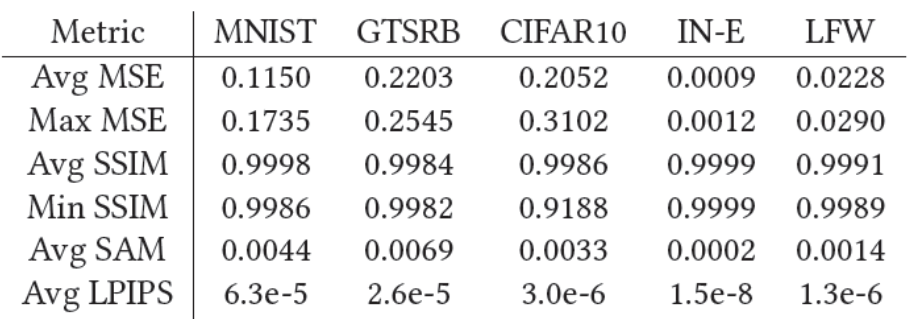 Metric MNIST GTSRB CIFAR10 IN-E LFW
Avg MSE 0.1150 0.2203 0.2052 0.0009 0.0228
Max MSE 0.1735 0.2545 0.3102 0.0012 0.0290
Avg SSIM 0.9998 0.9984 0.9986 0.9999 0.9991
Min SSIM 0.9986 0.9982 0.9188 0.9999 0.9989
Avg SAM 0.0044 0.0069 0.0033 0.0002 0.0014
Avg LPIPS 6.3e-5 2.6e-5 3.0e-6 1.5e-8 1.3e-6